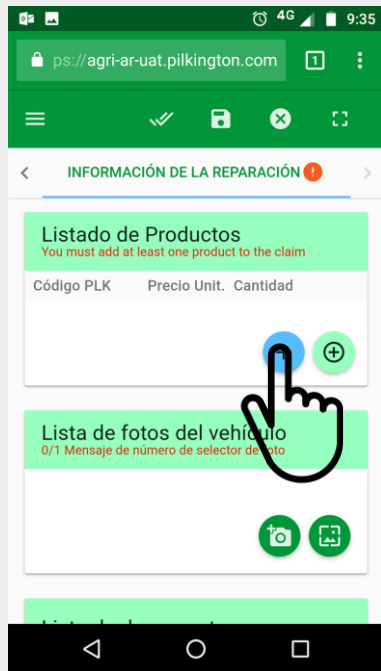 4G 9:35
ps://agri-ar-uat.pilkington.com 1
INFORMACIÓN DE LA REPARACIÓN !
Listado de Productos
You must add at least one product to the claim
Código PLK Precio Unit. Cantidad
Lista de fotos del vehículo
0/1 Mensaje de número de selector de foto